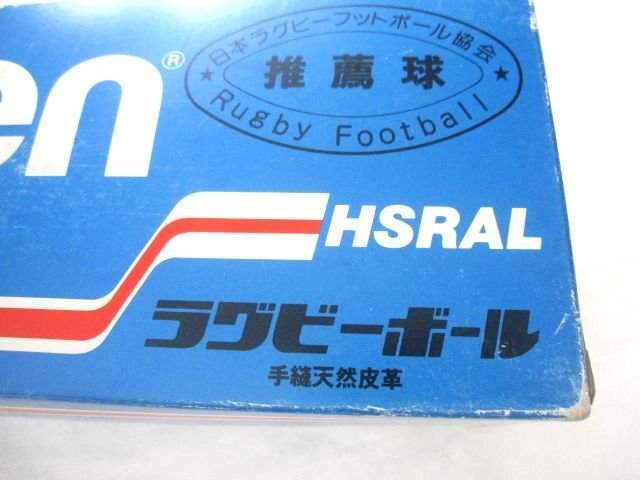 en®
★日本ラグビーフットボール協会★
推薦球
Rugby Football
HSRAL
ラグビーボール
手縫天然皮革